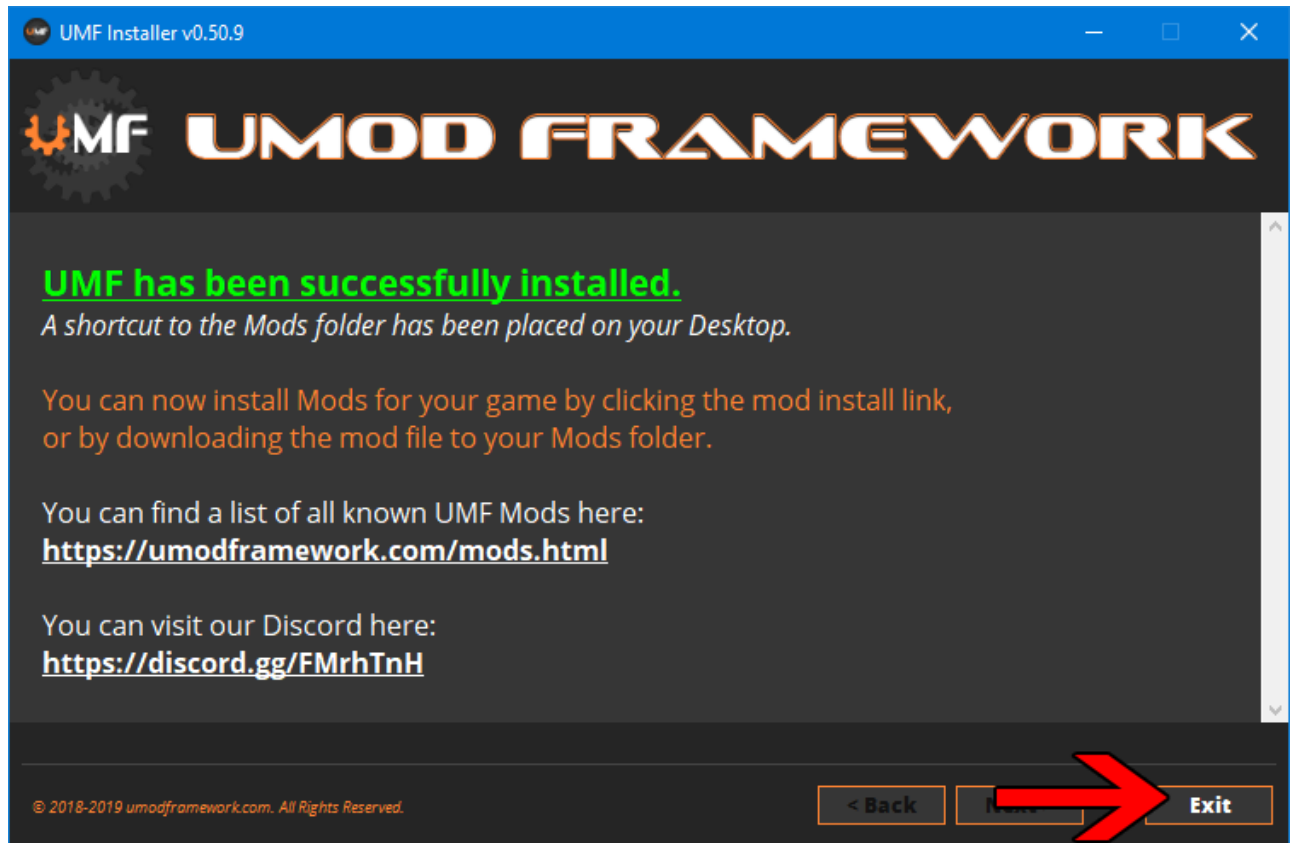 UMF Installer v0.50.9
UMF UMOD FRAMEWORK
UMF has been successfully installed.
A shortcut to the Mods folder has been placed on your Desktop.
You can now install Mods for your game by clicking the mod install link,
or by downloading the mod file to your Mods folder.
You can find a list of all known UMF Mods here:
https://umodframework.com/mods.html
You can visit our Discord here:
https://discord.gg/FMrhTnH
© 2018-2019 umodframework.com. All Rights Reserved.
< Back Exit